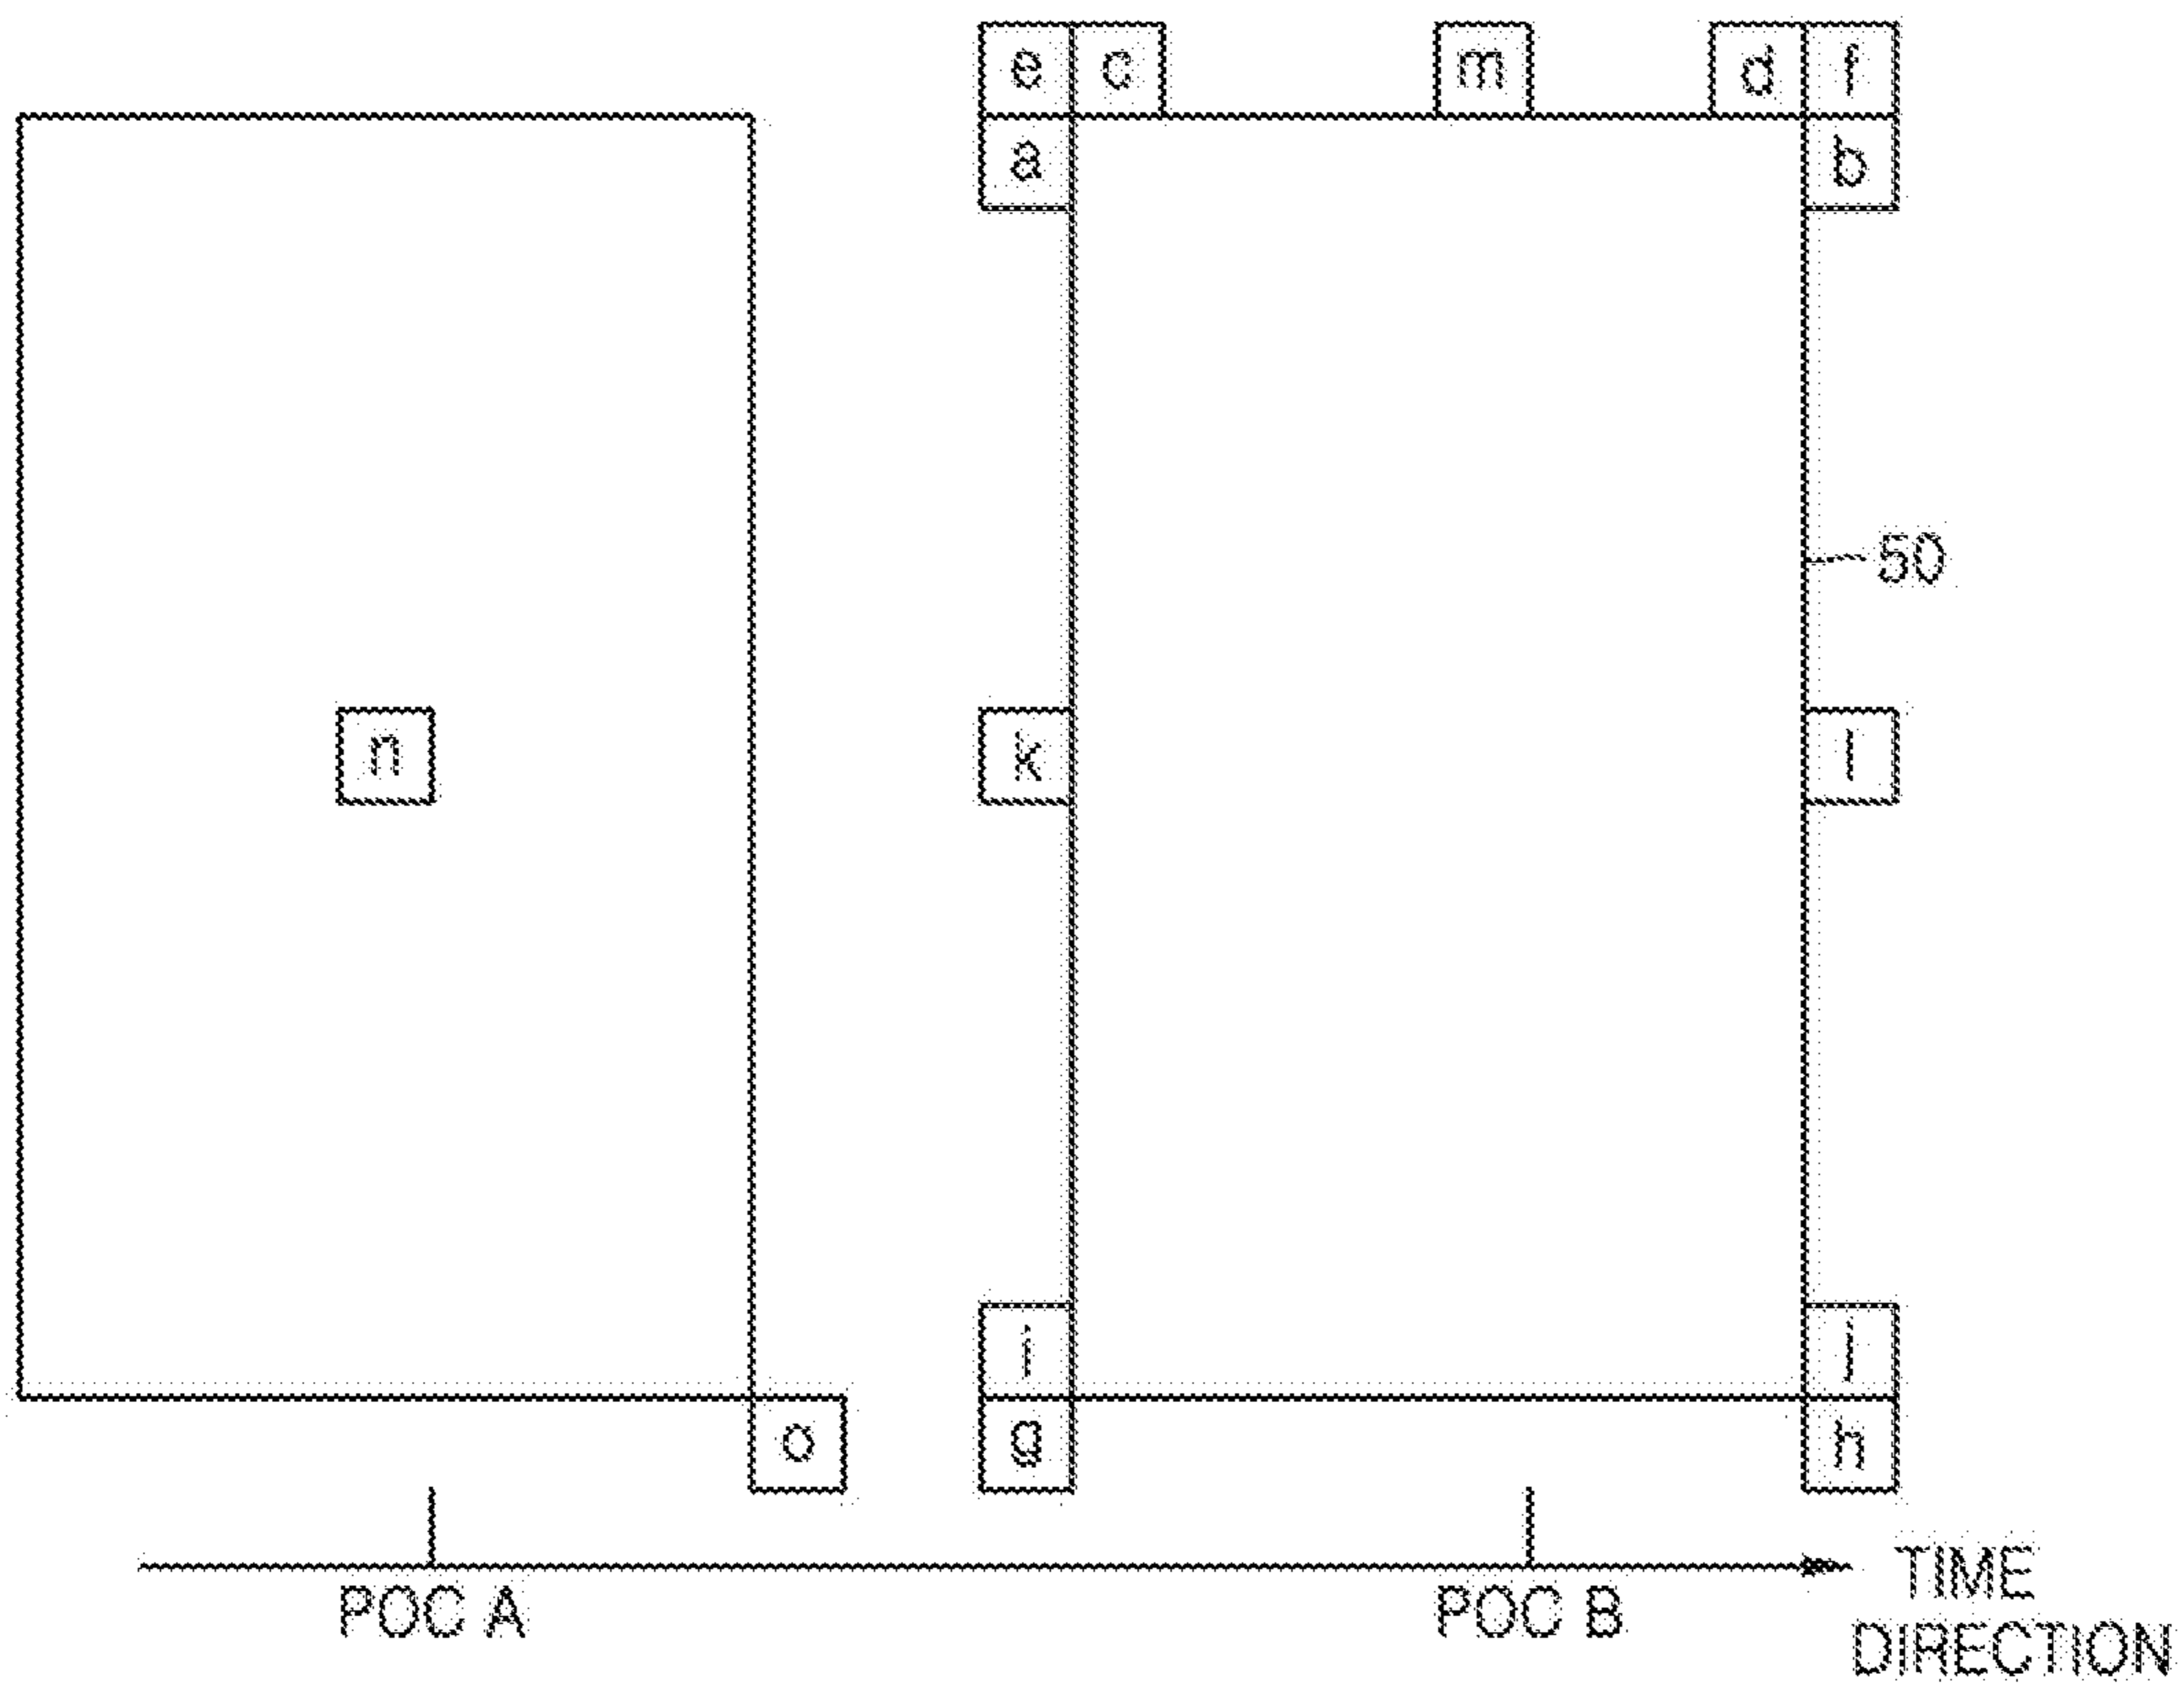 e c m d f
a b
50
n k l
i j
o g h
POC A POC B
TIME
DIRECTION